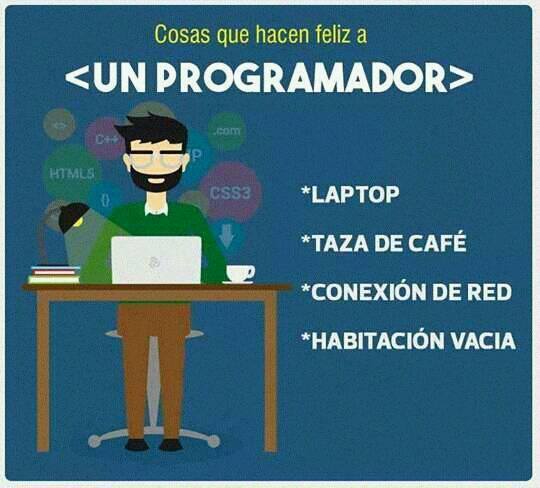 Cosas que hacen feliz a
<UN PROGRAMADOR>
<>
C++
.com
HTML5
P
{}
CSS3
*LAPTOP
*TAZA DE CAFÉ
*CONEXIÓN DE RED
*HABITACIÓN VACIA